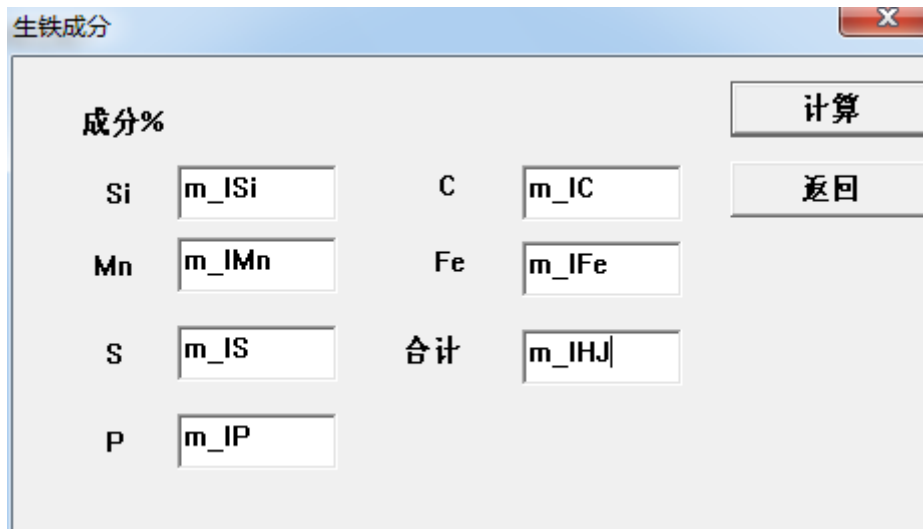 生铁成分
成分%
计算
Si m_ISi C m_IC
返回
Mn m_IMn Fe m_IFe
S m_IS 合计 m_IHJ
P m_IP